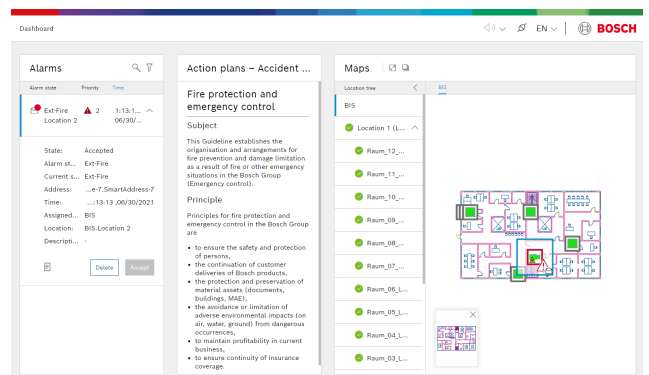 Dashboard
EN
BOSCH
Alarms
Alarm state Priority Time
Ext-Fire 2 1:13:1...
Location 2 06/30/...
State: Accepted
Alarm st... Ext-Fire
Current s... Ext-Fire
Address: ...e-7.SmartAddress-7
Time: ...:13:13 ,06/30/2021
Assigned... BIS
Location: BIS.Location 2
Descripti... -
Delete Accept
Action plans – Accident ...
Fire protection and
emergency control
Subject
This Guideline establishes the
origanisation and arrangements for
fire prevention and damage limitation
as a result of fire or other emergency
situations in the Bosch Group
(Emergency control).
Principle
Principles for fire protection and
emergency control in the Bosch Group
are
• to ensure the safety and protection
of persons,
• the continuation of customer
deliveries of Bosch products,
• the protection and preservation of
material assets (documents,
buildings, MAE),
• the avoidance or limitation of
adverse environmental impacts (on
air, water, ground) from dangerous
occurrences,
• to maintain profitability in current
business,
• to ensure continuity of insurance
coverage.
Maps
Location tree
BIS
BIS
Location 1 (L...
Raum_12_...
Raum_11_...
Raum_10_...
Raum_09_...
Raum_08_...
Raum_07_...
Raum_06_L...
Raum_05_L...
Raum_04_L...
Raum_03_L...